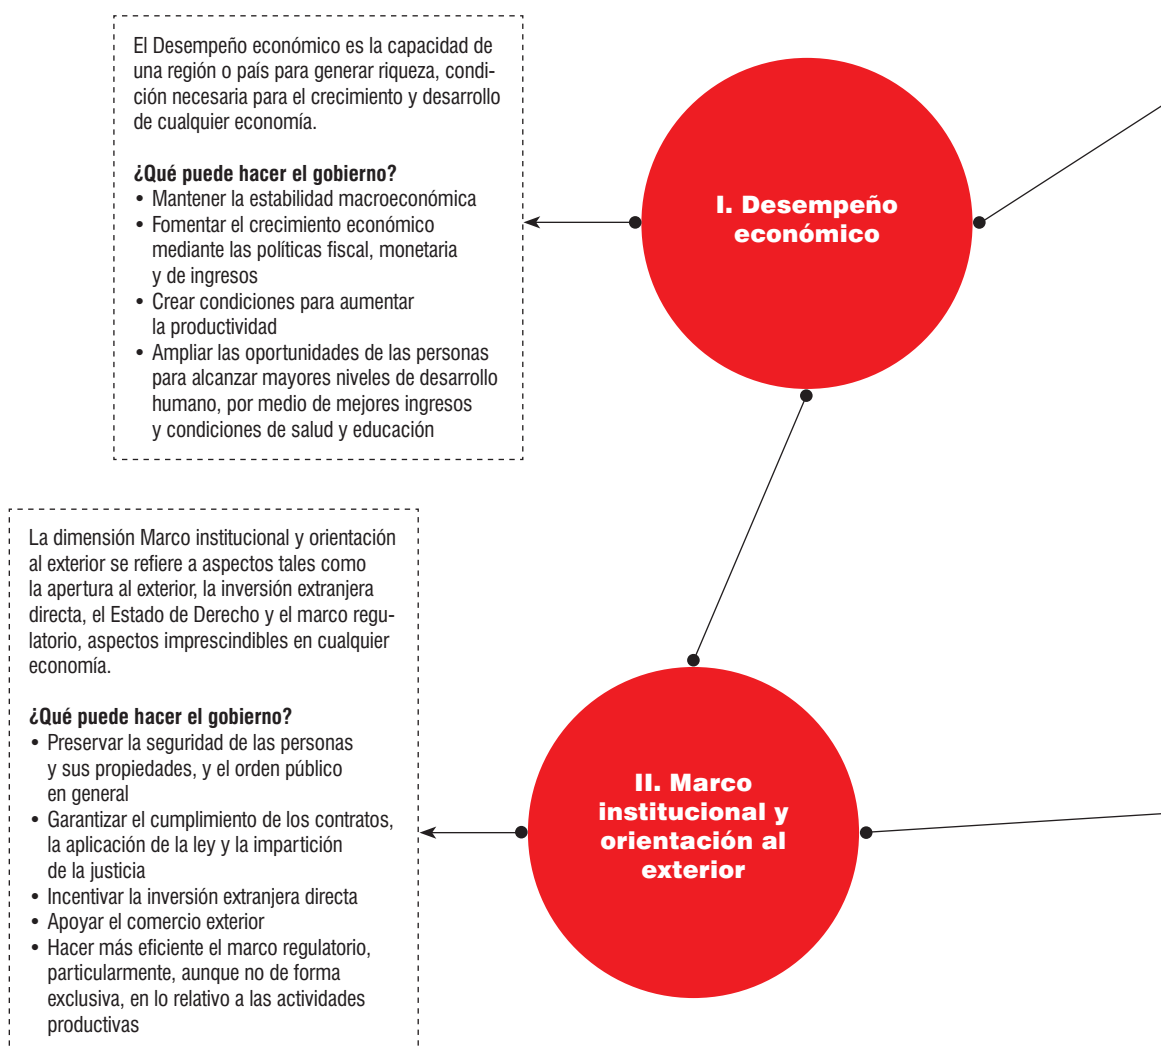 El Desempeño económico es la capacidad de
una región o país para generar riqueza, condi-
ción necesaria para el crecimiento y desarrollo
de cualquier economía.
¿Qué puede hacer el gobierno?
• Mantener la estabilidad macroeconómica
• Fomentar el crecimiento económico
mediante las políticas fiscal, monetaria
y de ingresos
• Crear condiciones para aumentar
la productividad
• Ampliar las oportunidades de las personas
para alcanzar mayores niveles de desarrollo
humano, por medio de mejores ingresos
y condiciones de salud y educación
I. Desempeño
económico
La dimensión Marco institucional y orientación
al exterior se refiere a aspectos tales como
la apertura al exterior, la inversión extranjera
directa, el Estado de Derecho y el marco regu-
latorio, aspectos imprescindibles en cualquier
economía.
¿Qué puede hacer el gobierno?
• Preservar la seguridad de las personas
y sus propiedades, y el orden público
en general
• Garantizar el cumplimiento de los contratos,
la aplicación de la ley y la impartición
de la justicia
• Incentivar la inversión extranjera directa
• Apoyar el comercio exterior
• Hacer más eficiente el marco regulatorio,
particularmente, aunque no de forma
exclusiva, en lo relativo a las actividades
productivas
II. Marco
institucional y
orientación al
exterior